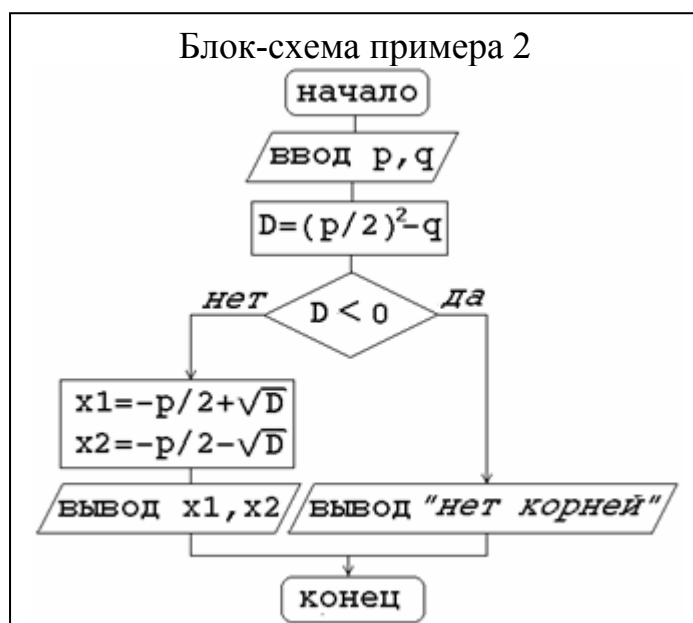 Блок-схема примера 2
начало
ввод p,q
D=(p/2)²-q
нет
D < 0
да
x1=-p/2+√D
x2=-p/2-√D
вывод x1,x2
вывод "нет корней"
конец